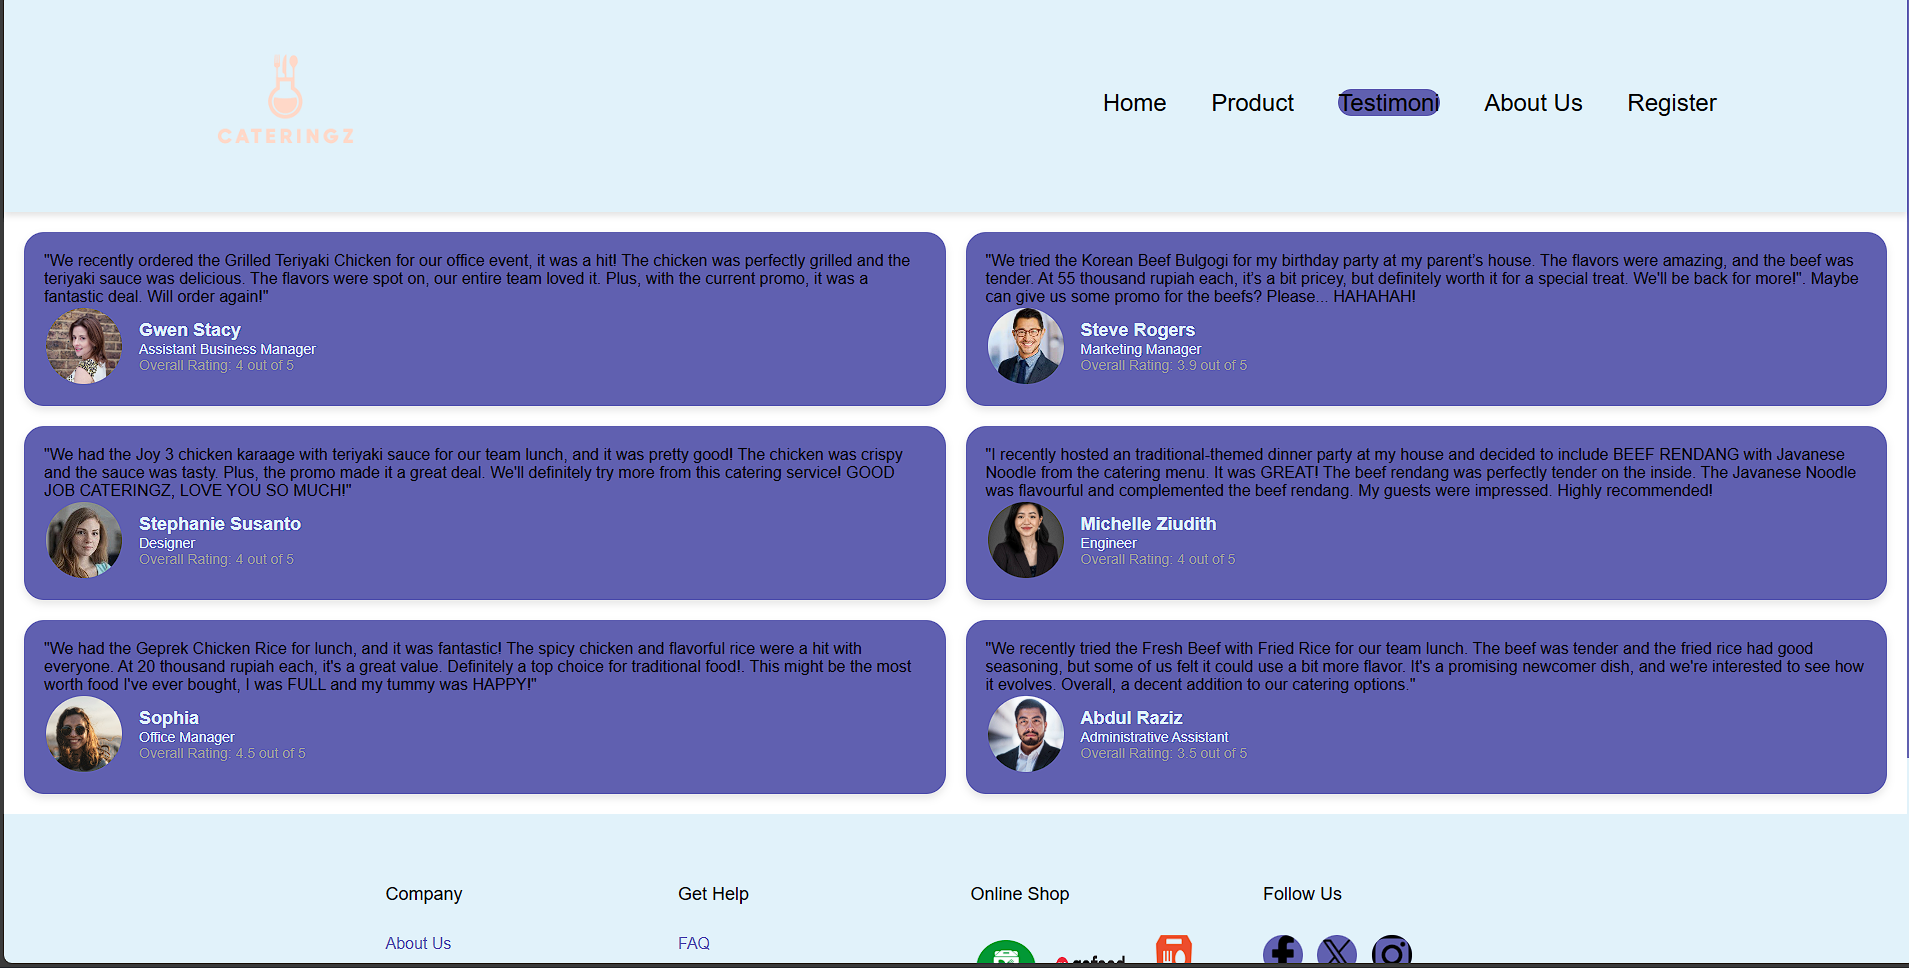 CATERINGZ
Home Product Testimoni About Us Register
"We recently ordered the Grilled Teriyaki Chicken for our office event, it was a hit! The chicken was perfectly grilled and the
teriyaki sauce was delicious. The flavors were spot on, our entire team loved it. Plus, with the current promo, it was a
fantastic deal. Will order again!"
Gwen Stacy
Assistant Business Manager
Overall Rating: 4 out of 5
"We tried the Korean Beef Bulgogi for my birthday party at my parent's house. The flavors were amazing, and the beef was
tender. At 55 thousand rupiah each, it's a bit pricey, but definitely worth it for a special treat. We'll be back for more!". Maybe
can give us some promo for the beefs? Please... HAHAHAH!
Steve Rogers
Marketing Manager
Overall Rating: 3.9 out of 5
"We had the Joy 3 chicken karaage with teriyaki sauce for our team lunch, and it was pretty good! The chicken was crispy
and the sauce was tasty. Plus, the promo made it a great deal. We'll definitely try more from this catering service! GOOD
JOB CATERINGZ, LOVE YOU SO MUCH!"
Stephanie Susanto
Designer
Overall Rating: 4 out of 5
"I recently hosted an traditional-themed dinner party at my house and decided to include BEEF RENDANG with Javanese
Noodle from the catering menu. It was GREAT! The beef rendang was perfectly tender on the inside. The Javanese Noodle
was flavourful and complemented the beef rendang. My guests were impressed. Highly recommended!
Michelle Ziudith
Engineer
Overall Rating: 4 out of 5
"We had the Geprek Chicken Rice for lunch, and it was fantastic! The spicy chicken and flavorful rice were a hit with
everyone. At 20 thousand rupiah each, it's a great value. Definitely a top choice for traditional food!. This might be the most
worth food I've ever bought, I was FULL and my tummy was HAPPY!"
Sophia
Office Manager
Overall Rating: 4.5 out of 5
"We recently tried the Fresh Beef with Fried Rice for our team lunch. The beef was tender and the fried rice had good
seasoning, but some of us felt it could use a bit more flavor. It's a promising newcomer dish, and we're interested to see how
it evolves. Overall, a decent addition to our catering options."
Abdul Raziz
Administrative Assistant
Overall Rating: 3.5 out of 5
Company Get Help Online Shop Follow Us
About Us FAQ
gofood